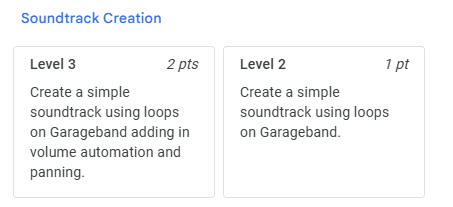 Soundtrack Creation
Level 3 2 pts
Create a simple
soundtrack using loops
on Garageband adding in
volume automation and
panning.
Level 2 1 pt
Create a simple
soundtrack using loops
on Garageband.